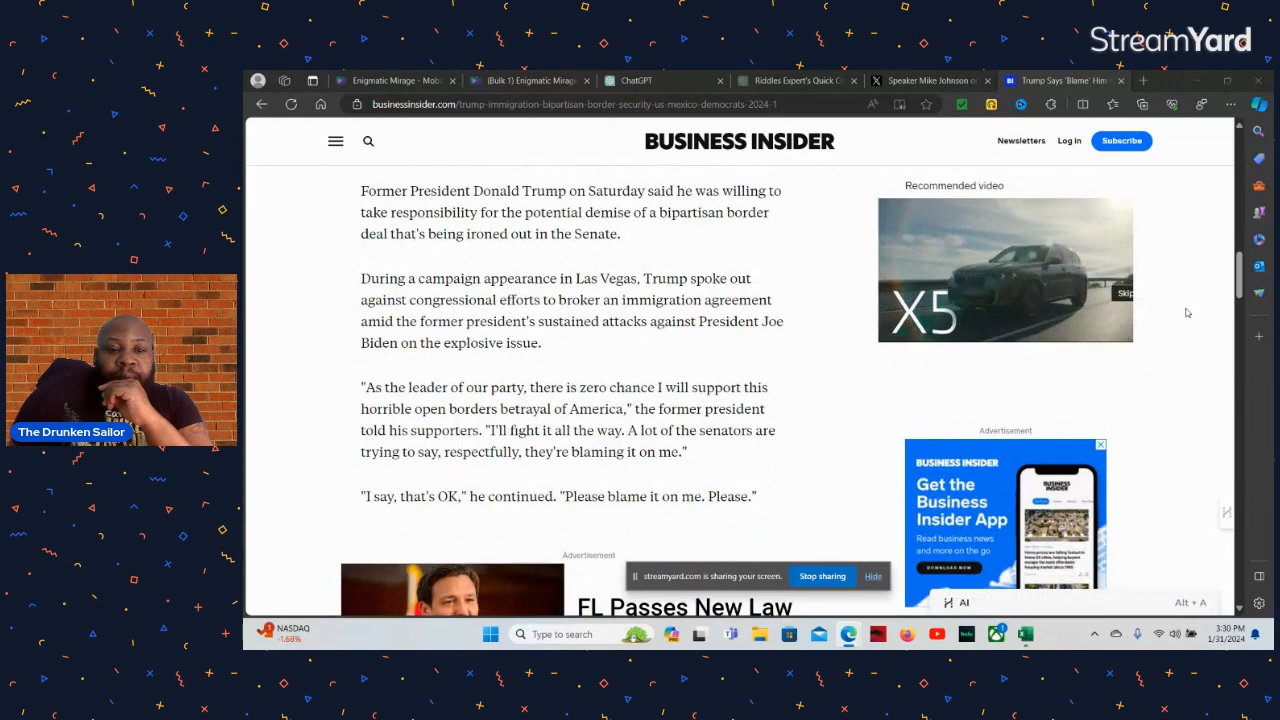 StreamYard
Enigmatic Mirage - Mobi
(Bulk 1) Enigmatic Mirage
ChatGPT
Riddles Expert's Quick C
Speaker Mike Johnson on
Trump Says 'Blame' Him
businessinsider.com/trump-immigration-bipartisan-border-security-us-mexico-democrats-2024-1
BUSINESS INSIDER
Newsletters
Log in
Subscribe
Former President Donald Trump on Saturday said he was willing to
take responsibility for the potential demise of a bipartisan border
deal that's being ironed out in the Senate.
During a campaign appearance in Las Vegas, Trump spoke out
against congressional efforts to broker an immigration agreement
amid the former president's sustained attacks against President Joe
Biden on the explosive issue.
"As the leader of our party, there is zero chance I will support this
horrible open borders betrayal of America," the former president
told his supporters. "I'll fight it all the way. A lot of the senators are
trying to say, respectfully, they're blaming it on me."
"I say, that's OK," he continued. "Please blame it on me. Please."
Advertisement
FL Passes New Law
Recommended video
X5
Skip
Advertisement
BUSINESS INSIDER
Get the
Business
Insider App
Read business news
and more on the go
DOWNLOAD NOW
streamyard.com is sharing your screen.
Stop sharing
Hide
AI
Alt + A
The Drunken Sailor
NASDAQ
-1.68%
Type to search
3:30 PM
1/31/2024